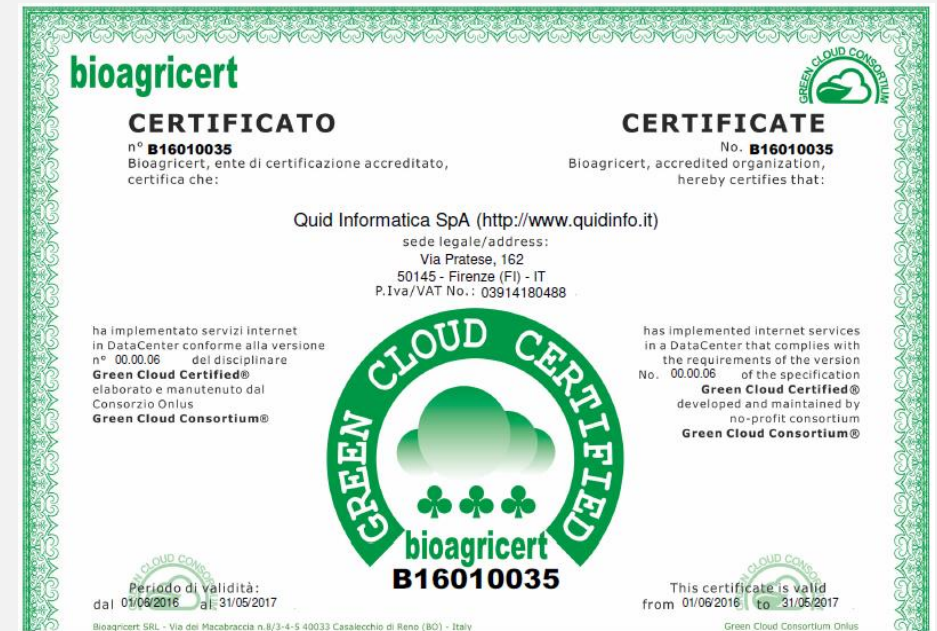 bioagricert
GREEN CLOUD CONSORTIUM
CERTIFICATO
n° B16010035
Bioagricert, ente di certificazione accreditato,
certifica che:
CERTIFICATE
No. B16010035
Bioagricert, accredited organization,
hereby certifies that:
Quid Informatica SpA (http://www.quidinfo.it)
sede legale/address:
Via Pratese, 162
50145 - Firenze (FI) - IT
P.Iva/VAT No.: 03914180488
ha implementato servizi internet
in DataCenter conforme alla versione
n° 00.00.06 del disciplinare
Green Cloud Certified®
elaborato e manutenuto dal
Consorzio Onlus
Green Cloud Consortium®
GREEN CLOUD CERTIFIED
bioagricert
B16010035
has implemented internet services
in a DataCenter that complies with
the requirements of the version
No. 00.00.06 of the specification
Green Cloud Certified®
developed and maintained by
no-profit consortium
Green Cloud Consortium®
Periodo di validità:
dal 01/06/2016 al 31/05/2017
This certificate is valid
from 01/06/2016 to 31/05/2017
Bioagricert SRL - Via dei Macabraccia n.8/3-4-5 40033 Casalecchio di Reno (BO) - Italy
Green Cloud Consortium Onlus